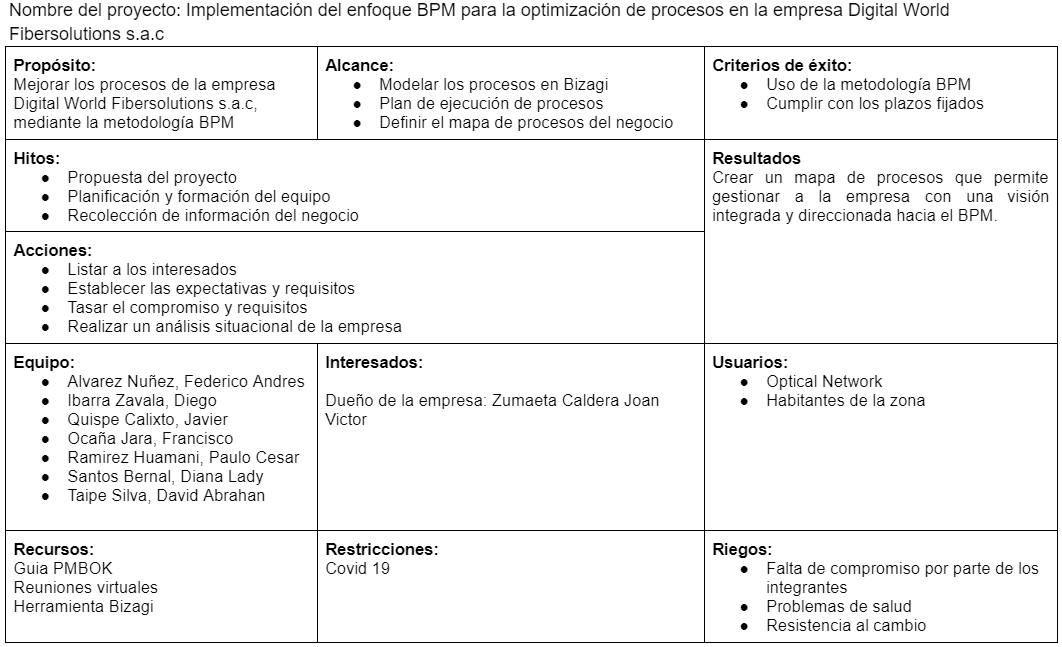 Nombre del proyecto: Implementación del enfoque BPM para la optimización de procesos en la empresa Digital World
Fibersolutions s.a.c
Propósito:
Mejorar los procesos de la empresa
Digital World Fibersolutions s.a.c,
mediante la metodología BPM
Alcance:
● Modelar los procesos en Bizagi
● Plan de ejecución de procesos
● Definir el mapa de procesos del negocio
Criterios de éxito:
● Uso de la metodología BPM
● Cumplir con los plazos fijados
Hitos:
● Propuesta del proyecto
● Planificación y formación del equipo
● Recolección de información del negocio
Resultados
Crear un mapa de procesos que permite
gestionar a la empresa con una visión
integrada y direccionada hacia el BPM.
Acciones:
● Listar a los interesados
● Establecer las expectativas y requisitos
● Tasar el compromiso y requisitos
● Realizar un análisis situacional de la empresa
Equipo:
● Alvarez Nuñez, Federico Andres
● Ibarra Zavala, Diego
● Quispe Calixto, Javier
● Ocaña Jara, Francisco
● Ramirez Huamani, Paulo Cesar
● Santos Bernal, Diana Lady
● Taipe Silva, David Abrahan
Interesados:
Dueño de la empresa: Zumaeta Caldera Joan
Victor
Usuarios:
● Optical Network
● Habitantes de la zona
Recursos:
Guia PMBOK
Reuniones virtuales
Herramienta Bizagi
Restricciones:
Covid 19
Riegos:
● Falta de compromiso por parte de los
integrantes
● Problemas de salud
● Resistencia al cambio